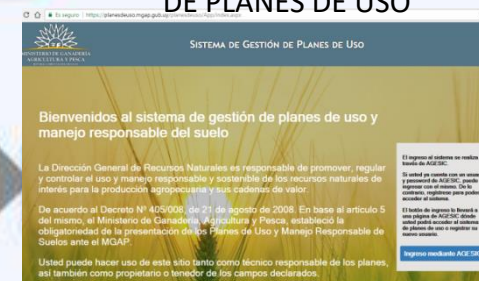 DE PLANES DE USO
Es seguro | https://planesdeuso.mgap.gub.uy/planesdeuso/App/Index.aspx
MINISTERIO DE GANADERÍA
AGRICULTURA Y PESCA
SISTEMA DE GESTIÓN DE PLANES DE USO
Bienvenidos al sistema de gestión de planes de uso y
manejo responsable del suelo
La Dirección General de Recursos Naturales es responsable de promover, regular
y controlar el uso y manejo responsable y sostenible de los recursos naturales de
interés para la producción agropecuaria y sus cadenas de valor.
De acuerdo al Decreto Nº 405/008, de 21 de agosto de 2008. En base al artículo 5
del mismo, el Ministerio de Ganadería, Agricultura y Pesca, estableció la
obligatoriedad de la presentación de los Planes de Uso y Manejo Responsable de
Suelos ante el MGAP.
Usted puede hacer uso de este sitio tanto como técnico responsable de los planes,
así también como propietario o tenedor de los campos declarados.
El ingreso al sistema se realiza
través de AGESIC.
Si usted ya cuenta con un usuar
y password de AGESIC, puede
ingresar con el mismo. De lo
contrario, regístrese para poder
acceder al sistema.
El botón de ingreso lo llevará a
una página de AGESIC dónde
usted podrá acceder al sistema
de planes de uso o registrar su
nuevo usuario.
Ingreso mediante AGESIC